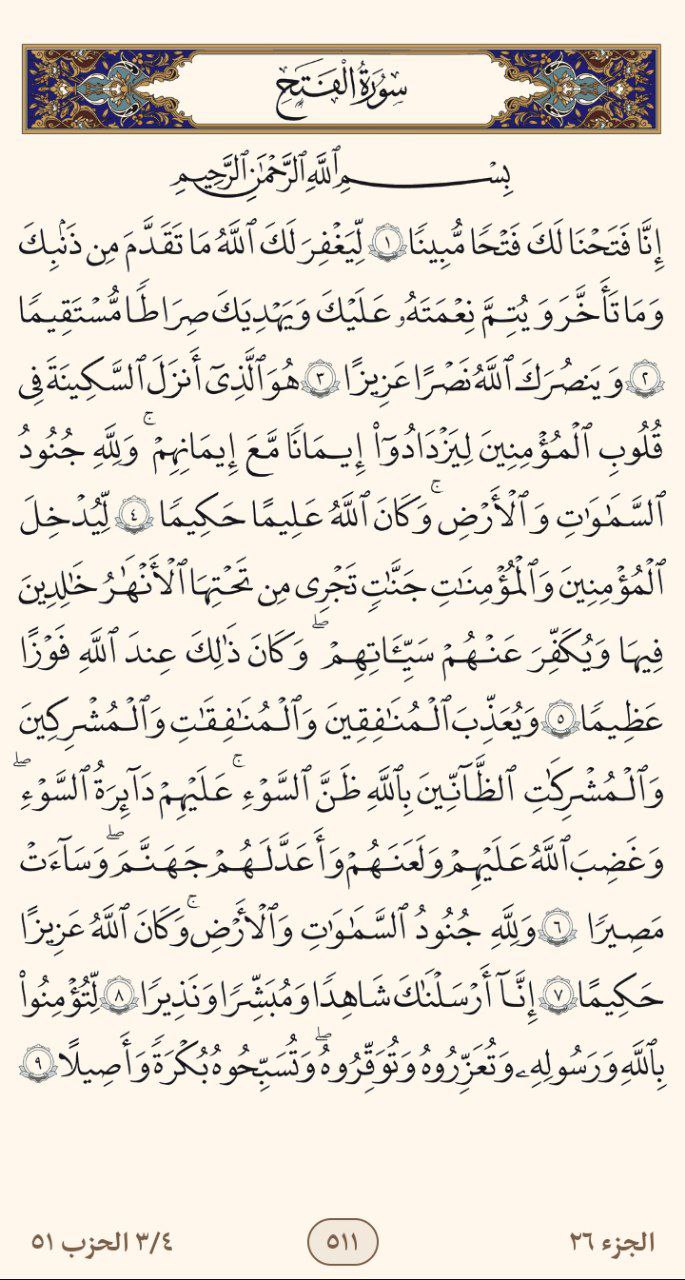 سُورَةُ الْفَتْحِ
بِسْمِ ٱللَّهِ ٱلرَّحْمَٰنِ ٱلرَّحِيمِ
إِنَّا فَتَحْنَا لَكَ فَتْحًا مُّبِينًا ١ لِّيَغْفِرَ لَكَ ٱللَّهُ مَا تَقَدَّمَ مِن ذَنۢبِكَ
وَمَا تَأَخَّرَ وَيُتِمَّ نِعْمَتَهُۥ عَلَيْكَ وَيَهْدِيَكَ صِرَٰطًا مُّسْتَقِيمًا
٢ وَيَنصُرَكَ ٱللَّهُ نَصْرًا عَزِيزًا ٣ هُوَ ٱلَّذِىٓ أَنزَلَ ٱلسَّكِينَةَ فِى
قُلُوبِ ٱلْمُؤْمِنِينَ لِيَزْدَادُوٓا۟ إِيمَٰنًا مَّعَ إِيمَٰنِهِمْ ۗ وَلِلَّهِ جُنُودُ
ٱلسَّمَٰوَٰتِ وَٱلْأَرْضِ ۚ وَكَانَ ٱللَّهُ عَلِيمًا حَكِيمًا ٤ لِّيُدْخِلَ
ٱلْمُؤْمِنِينَ وَٱلْمُؤْمِنَٰتِ جَنَّٰتٍ تَجْرِى مِن تَحْتِهَا ٱلْأَنْهَٰرُ خَٰلِدِينَ
فِيهَا وَيُكَفِّرَ عَنْهُمْ سَيِّـَٔاتِهِمْ ۖ وَكَانَ ذَٰلِكَ عِندَ ٱللَّهِ فَوْزًا
عَظِيمًا ٥ وَيُعَذِّبَ ٱلْمُنَٰفِقِينَ وَٱلْمُنَٰفِقَٰتِ وَٱلْمُشْرِكِينَ
وَٱلْمُشْرِكَٰتِ ٱلظَّآنِّينَ بِٱللَّهِ ظَنَّ ٱلسَّوْءِ ۚ عَلَيْهِمْ دَآئِرَةُ ٱلسَّوْءِ ۖ
وَغَضِبَ ٱللَّهُ عَلَيْهِمْ وَلَعَنَهُمْ وَأَعَدَّ لَهُمْ جَهَنَّمَ ۖ وَسَآءَتْ
مَصِيرًا ٦ وَلِلَّهِ جُنُودُ ٱلسَّمَٰوَٰتِ وَٱلْأَرْضِ ۚ وَكَانَ ٱللَّهُ عَزِيزًا
حَكِيمًا ٧ إِنَّآ أَرْسَلْنَٰكَ شَٰهِدًا وَمُبَشِّرًا وَنَذِيرًا ٨ لِّتُؤْمِنُوا۟
بِٱللَّهِ وَرَسُولِهِۦ وَتُعَزِّرُوهُ وَتُوَقِّرُوهُ ۖ وَتُسَبِّحُوهُ بُكْرَةً وَأَصِيلًا ٩
الجزء ٢٦
٥١١
٣/٤ الحزب ٥١